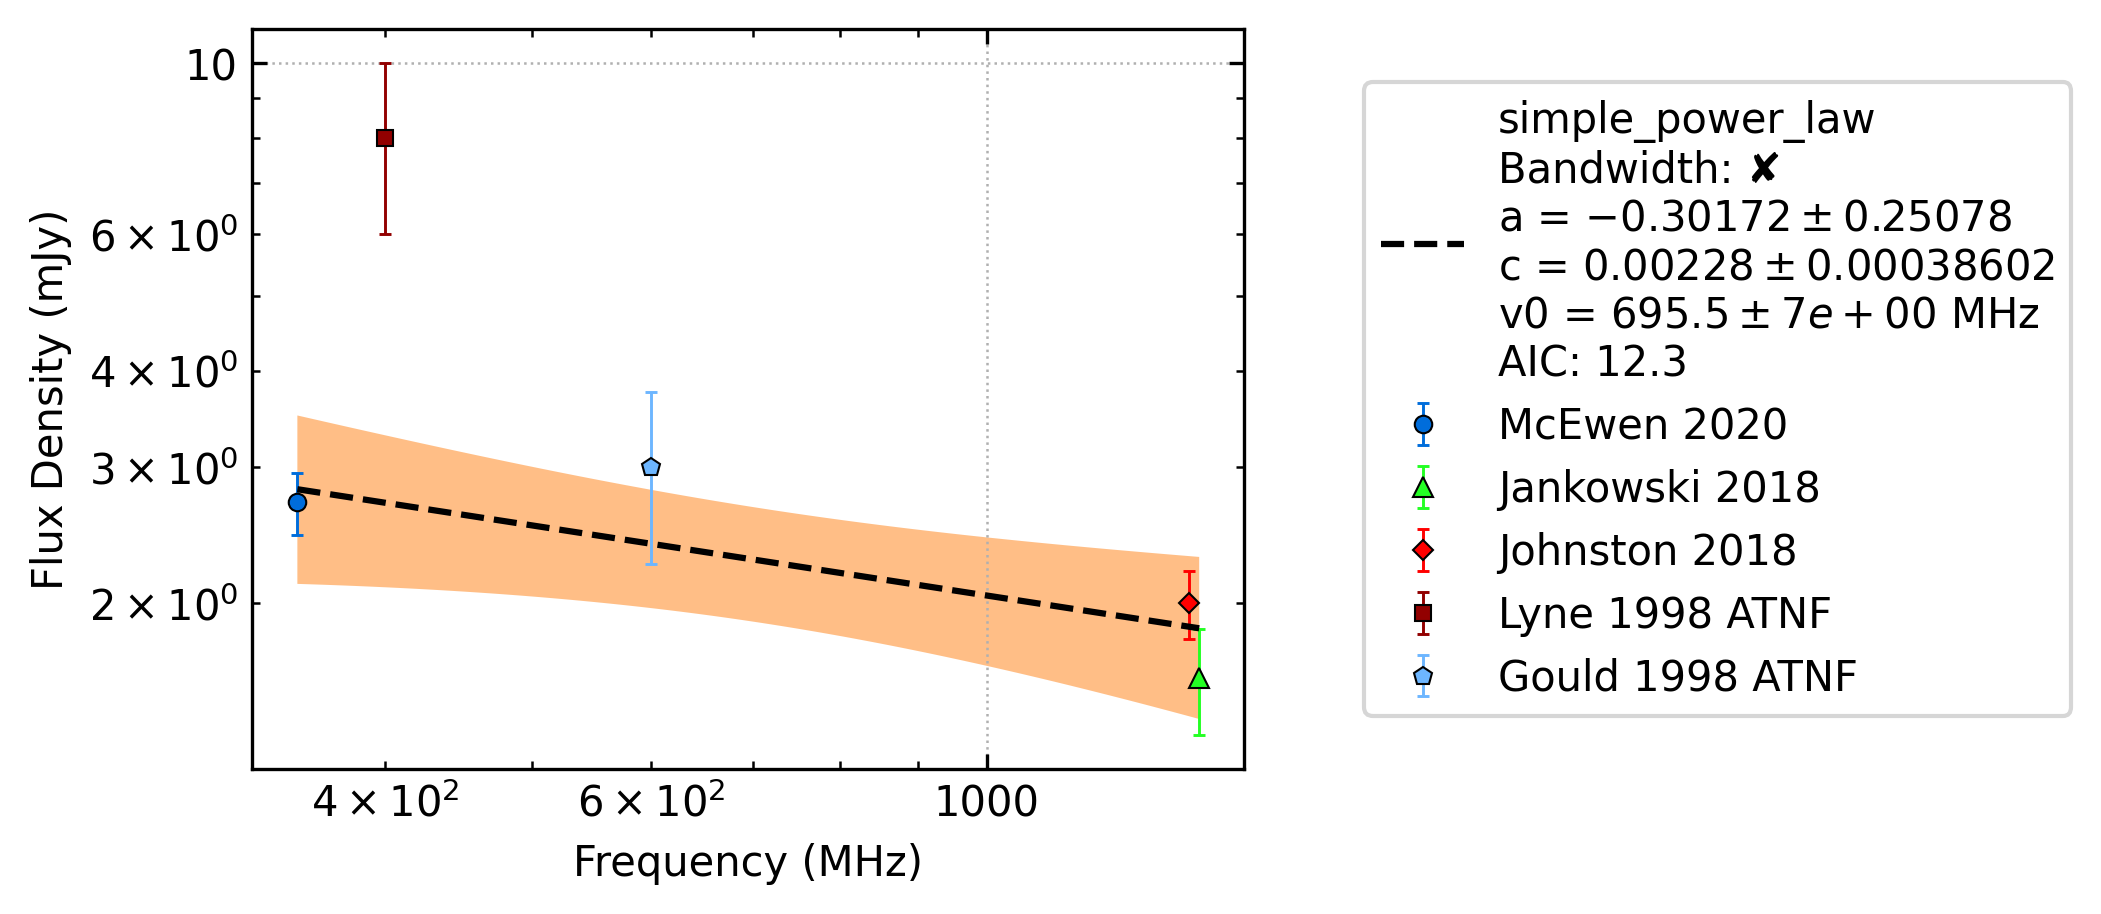 10
6 × 10⁰
4 × 10⁰
3 × 10⁰
2 × 10⁰
Flux Density (mJy)
4 × 10²
6 × 10²
1000
Frequency (MHz)
simple_power_law
Bandwidth: ✘
a = −0.30172 ± 0.25078
c = 0.00228 ± 0.00038602
v0 = 695.5 ± 7e + 00 MHz
AIC: 12.3
McEwen 2020
Jankowski 2018
Johnston 2018
Lyne 1998 ATNF
Gould 1998 ATNF